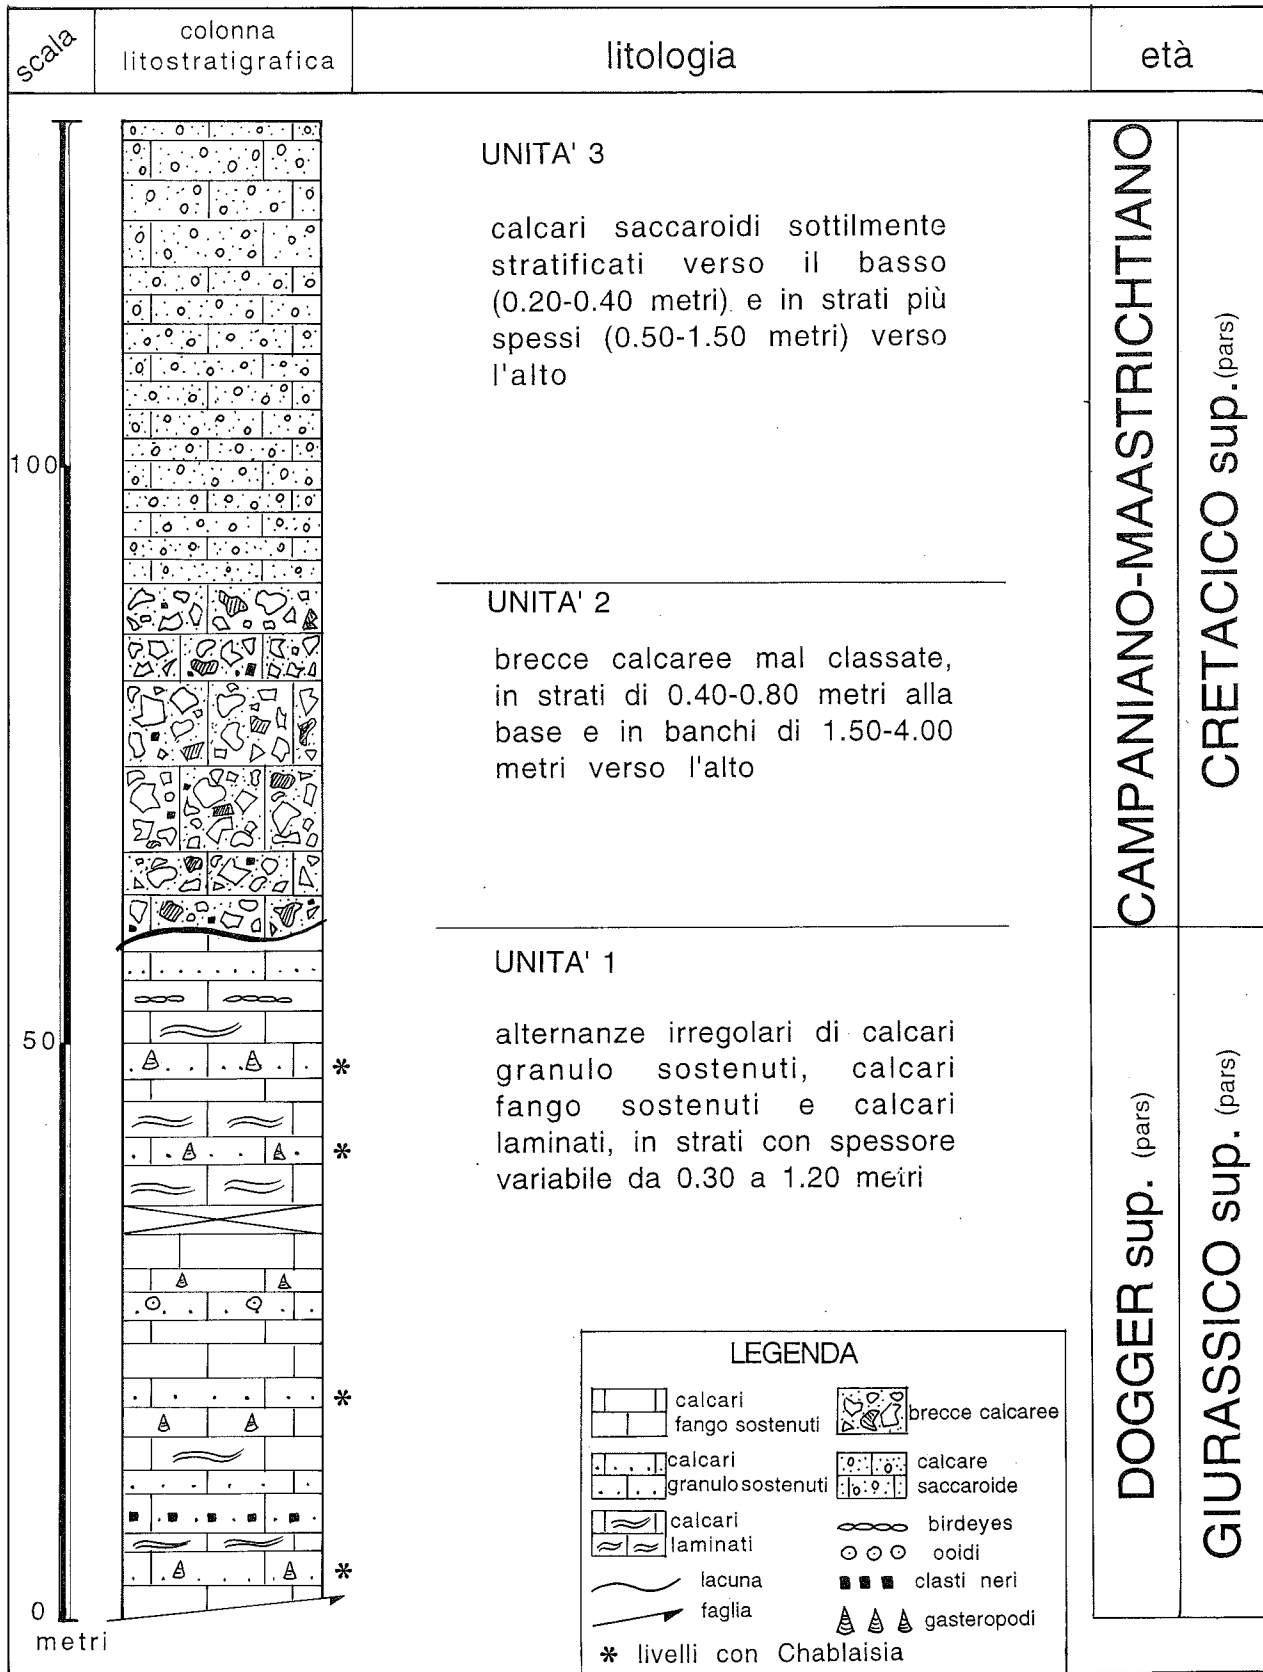 scala
colonna
litostratigrafica
litologia
età
UNITA' 3
calcari saccaroidi sottilmente
stratificati verso il basso
(0.20-0.40 metri) e in strati più
spessi (0.50-1.50 metri) verso
l'alto
100
UNITA' 2
brecce calcaree mal classate,
in strati di 0.40-0.80 metri alla
base e in banchi di 1.50-4.00
metri verso l'alto
CAMPANIANO-MAASTRICHTIANO
CRETACICO sup.(pars)
UNITA' 1
alternanze irregolari di calcari
granulo sostenuti, calcari
fango sostenuti e calcari
laminati, in strati con spessore
variabile da 0.30 a 1.20 metri
50
*
*
*
*
0
metri
DOGGER sup. (pars)
GIURASSICO sup. (pars)
LEGENDA
calcari
fango sostenuti
brecce calcaree
calcari
granulosostenuti
calcare
saccaroide
calcari
laminati
birdeyes
ooidi
lacuna
clasti neri
faglia
gasteropodi
* livelli con Chablaisia